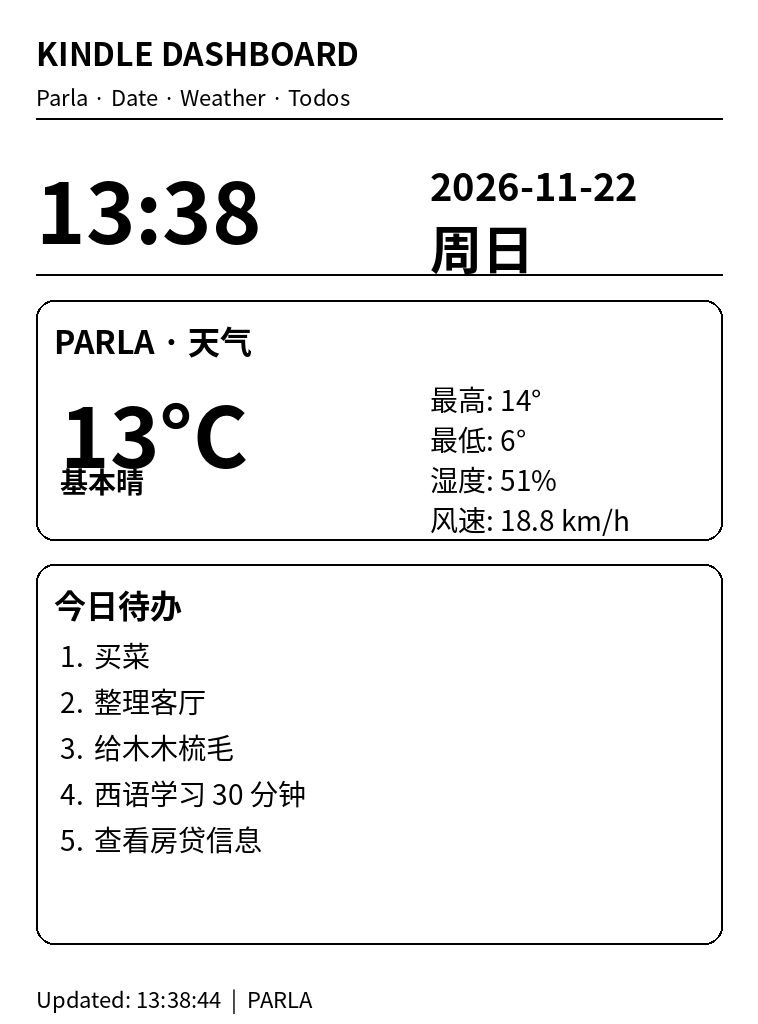 KINDLE DASHBOARD
Parla · Date · Weather · Todos
13:38
2026-11-22
周日
PARLA · 天气
13°C
基本晴
最高: 14°
最低: 6°
湿度: 51%
风速: 18.8 km/h
今日待办
1. 买菜
2. 整理客厅
3. 给木木梳毛
4. 西语学习 30 分钟
5. 查看房贷信息
Updated: 13:38:44 | PARLA